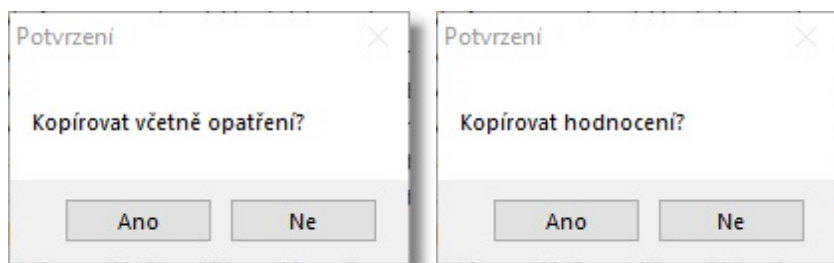 Potvrzení
Kopírovat včetně opatření?
Ano Ne
Potvrzení
Kopírovat hodnocení?
Ano Ne